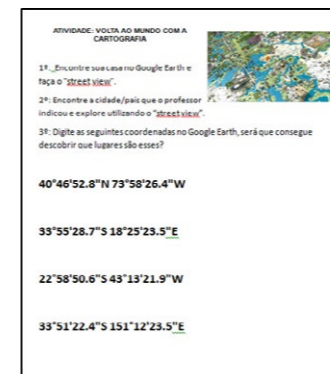 ATIVIDADE: VOLTA AO MUNDO COM A
CARTOGRAFIA
1º. Encontre sua casa no Google Earth e
faça o "street view".
2º: Encontre a cidade/país que o professor
indicou e explore utilizando o "street view".
3º: Digite as seguintes coordenadas no Google Earth, será que consegue
descobrir que lugares são esses?
40°46'52.8"N 73°58'26.4"W
33°55'28.7"S 18°25'23.5"E
22°58'50.6"S 43°13'21.9"W
33°51'22.4"S 151°12'23.5"E